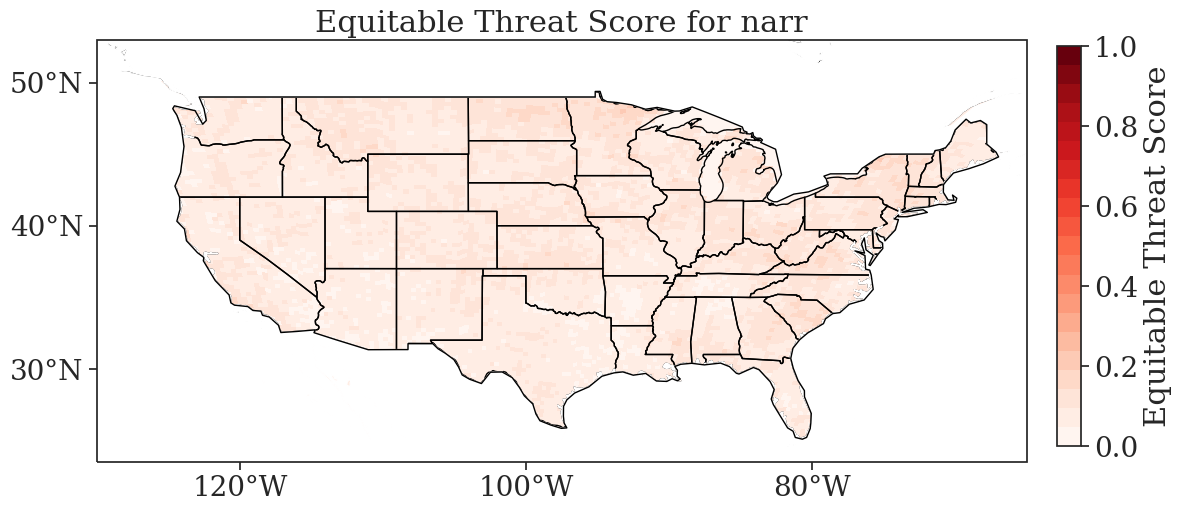 Equitable Threat Score for narr
50°N
40°N
30°N
120°W
100°W
80°W
1.0
0.8
0.6
0.4
0.2
0.0
Equitable Threat Score